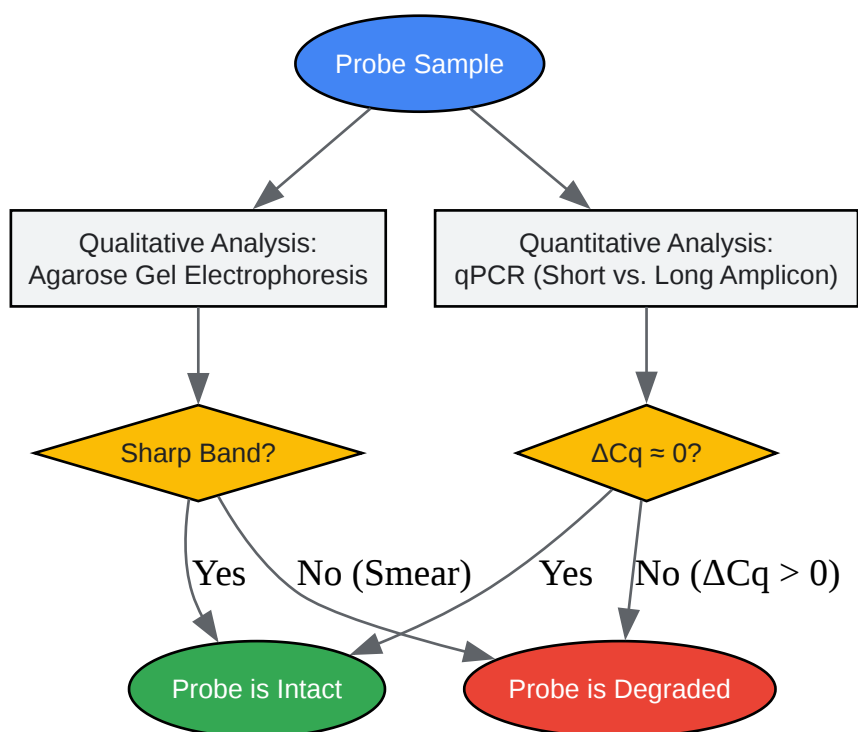 Probe Sample
Qualitative Analysis:
Agarose Gel Electrophoresis
Quantitative Analysis:
qPCR (Short vs. Long Amplicon)
Sharp Band?
ΔCq ≈ 0?
Yes
No (Smear)
Yes
No (ΔCq > 0)
Probe is Intact
Probe is Degraded